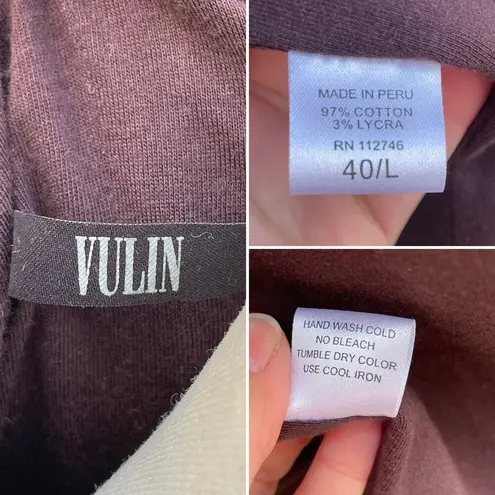 VULIN
MADE IN PERU
97% COTTON
3% LYCRA
RN 112746
40/L
HAND WASH COLD
NO BLEACH
TUMBLE DRY COLOR
USE COOL IRON